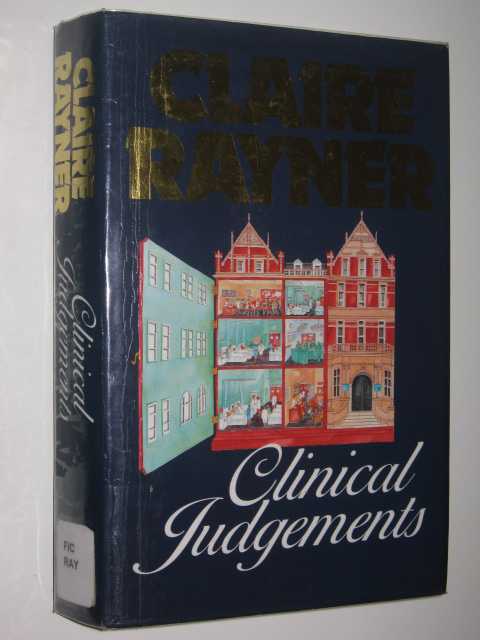 CLAIRE
RAYNER
Clinical
Judgements
CLAIRE
RAYNER
Clinical
Judgements
FIC
RAY